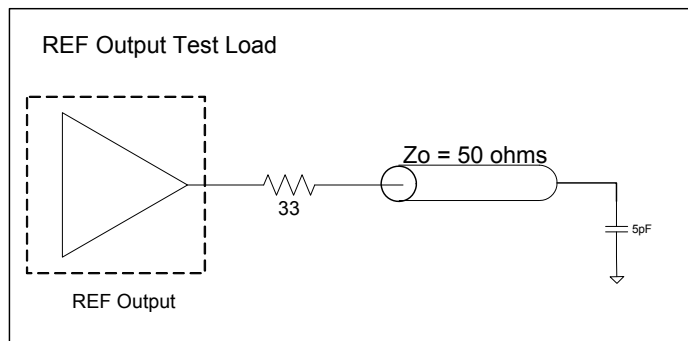 REF Output Test Load
Zo = 50 ohms
33
5pF
REF Output